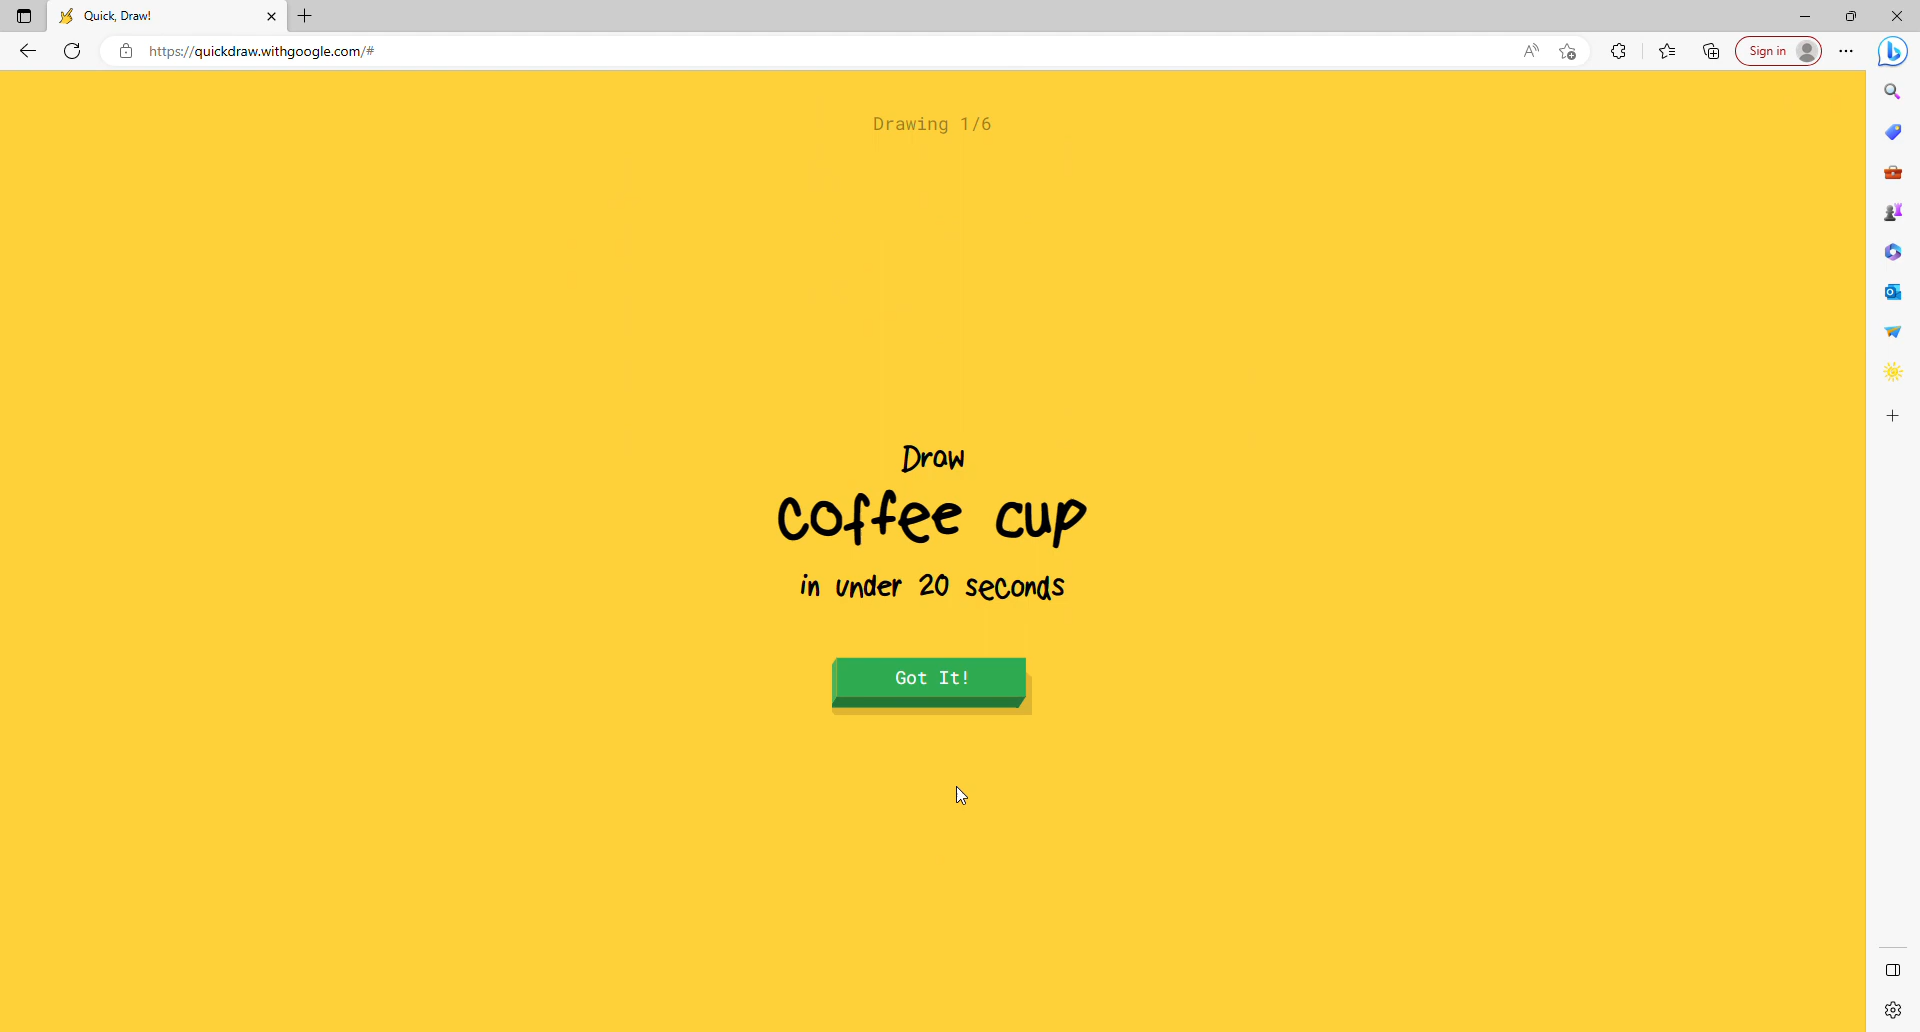 Quick, Draw!
https://quickdraw.withgoogle.com/#
Sign in
Drawing 1/6
Draw
coffee cup
in under 20 seconds
Got It!